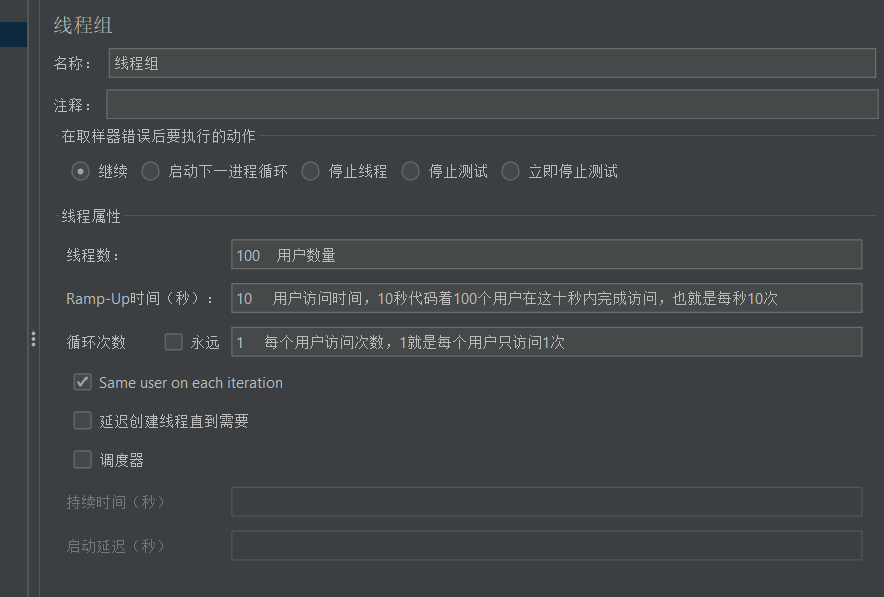 线程组
名称： 线程组
注释：
在取样器错误后要执行的动作
继续 启动下一进程循环 停止线程 停止测试 立即停止测试
线程属性
线程数： 100 用户数量
Ramp-Up时间（秒）： 10 用户访问时间，10秒代码着100个用户在这十秒内完成访问，也就是每秒10次
循环次数 永远 1 每个用户访问次数，1就是每个用户只访问1次
Same user on each iteration
延迟创建线程直到需要
调度器
持续时间（秒）
启动延迟（秒）